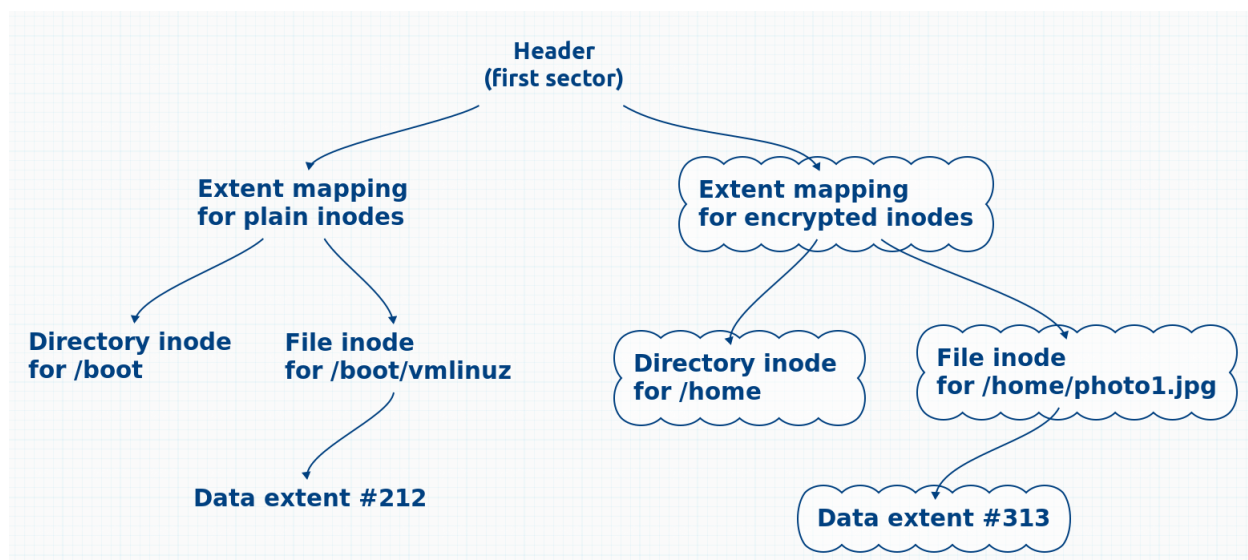 Header
(first sector)
Extent mapping
for plain inodes
Extent mapping
for encrypted inodes
Directory inode
for /boot
File inode
for /boot/vmlinuz
Directory inode
for /home
File inode
for /home/photo1.jpg
Data extent #212
Data extent #313